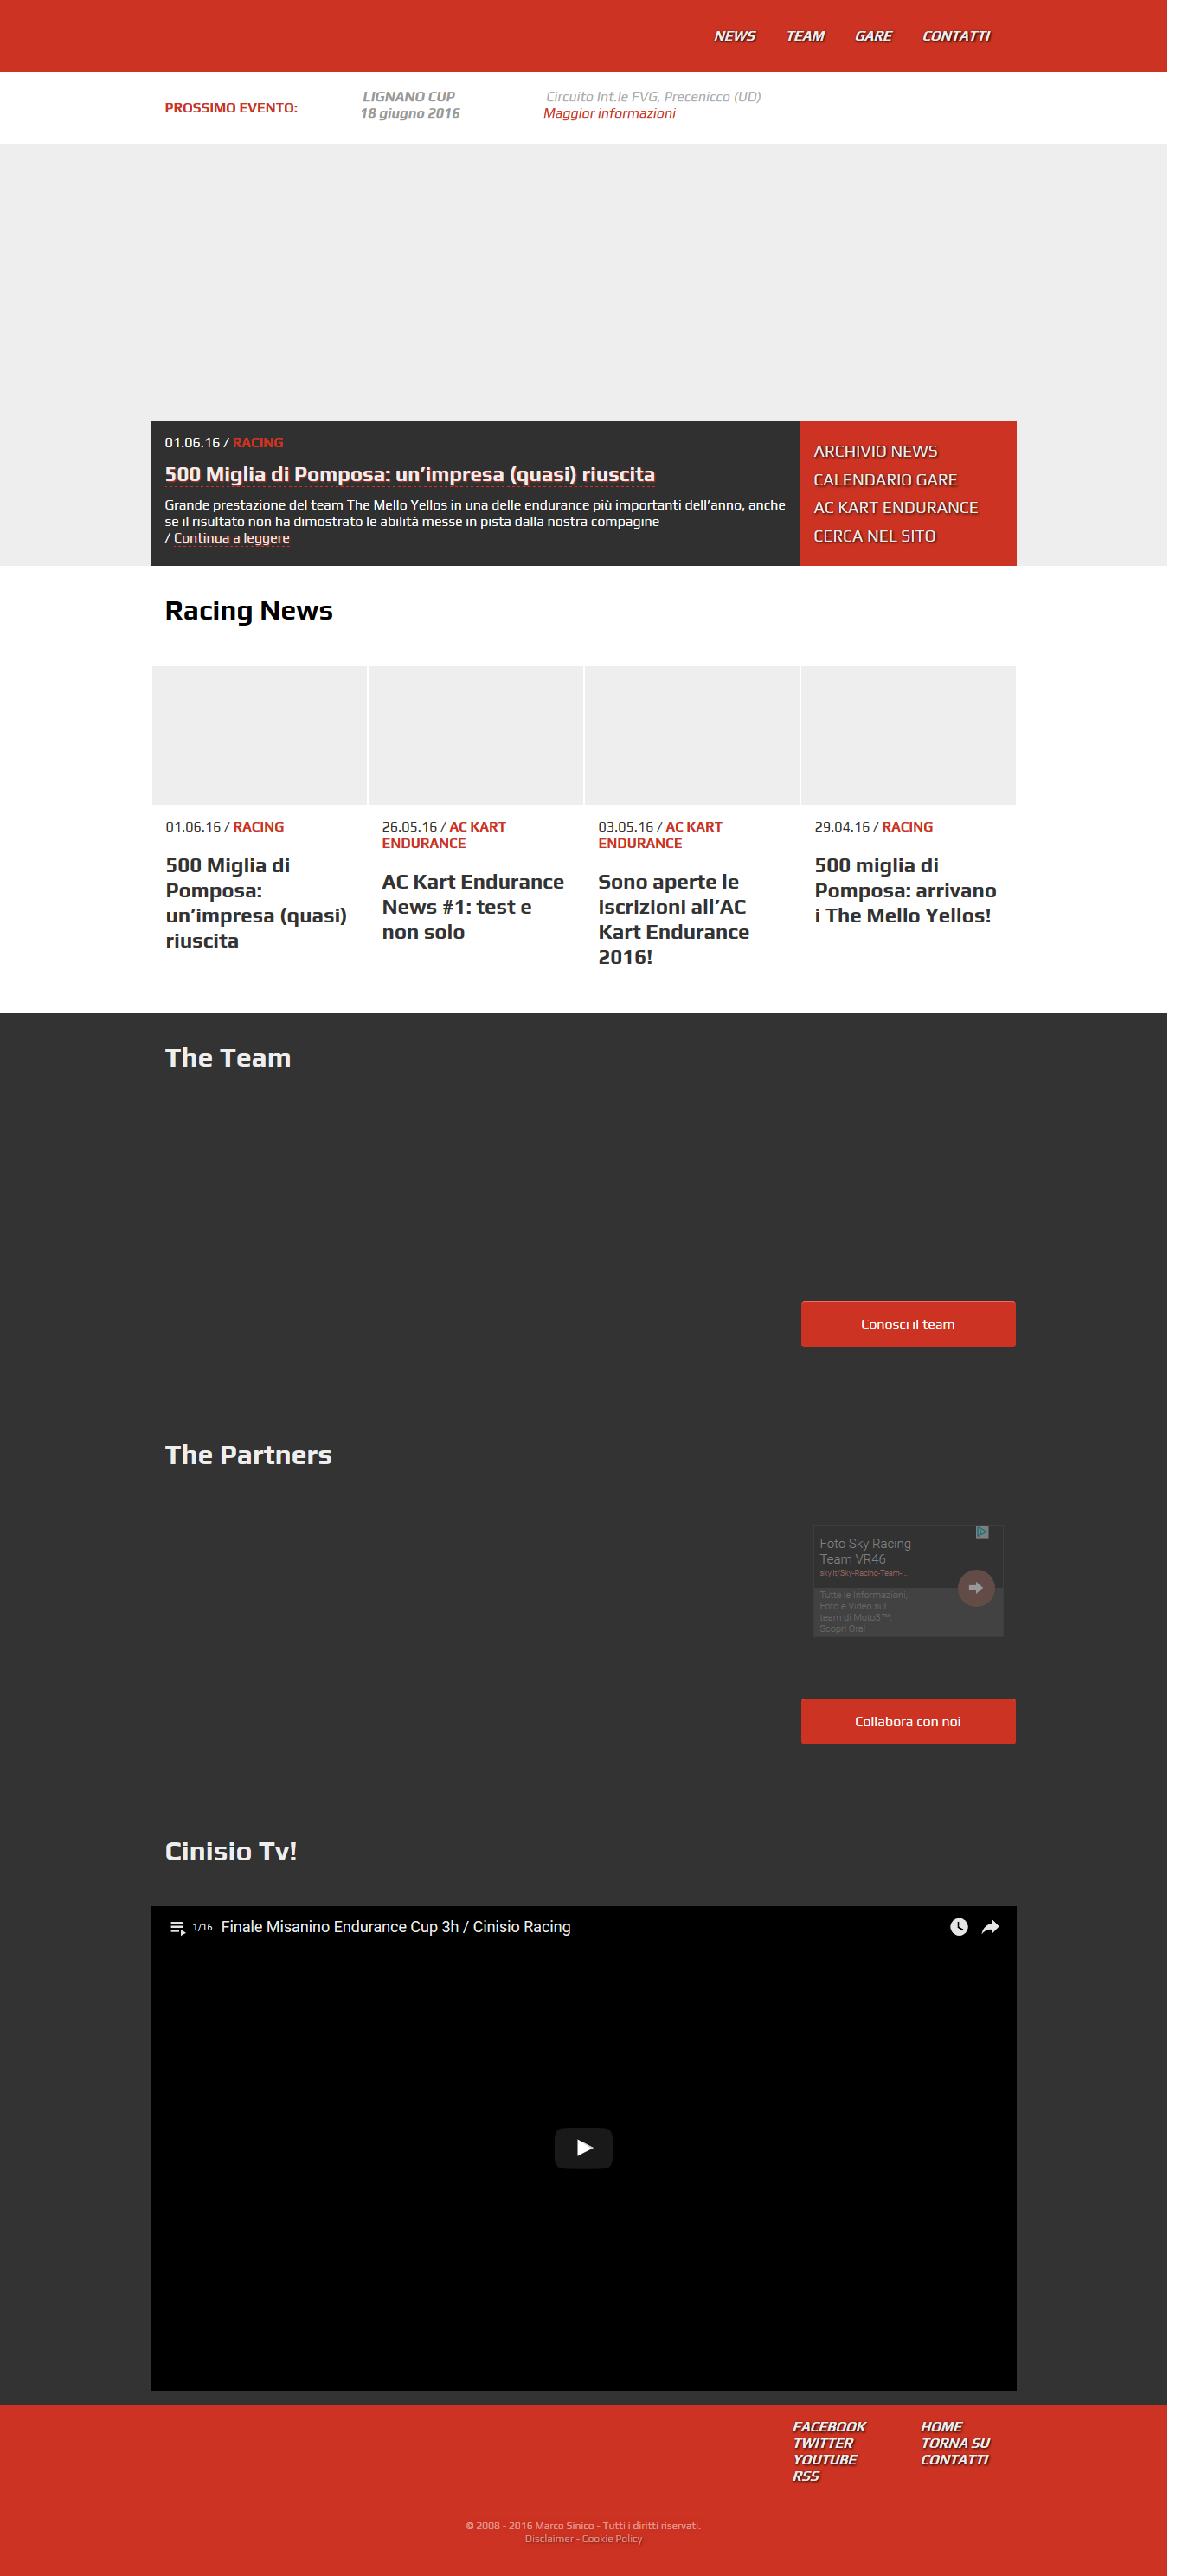 NEWS TEAM GARE CONTATTI
PROSSIMO EVENTO:
LIGNANO CUP
18 giugno 2016
Circuito Int.le FVG, Precenicco (UD)
Maggior informazioni
01.06.16 / RACING
500 Miglia di Pomposa: un’impresa (quasi) riuscita
Grande prestazione del team The Mello Yellos in una delle endurance più importanti dell’anno, anche
se il risultato non ha dimostrato le abilità messe in pista dalla nostra compagine
/ Continua a leggere
ARCHIVIO NEWS
CALENDARIO GARE
AC KART ENDURANCE
CERCA NEL SITO
Racing News
01.06.16 / RACING
500 Miglia di
Pomposa:
un’impresa (quasi)
riuscita
26.05.16 / AC KART
ENDURANCE
AC Kart Endurance
News #1: test e
non solo
03.05.16 / AC KART
ENDURANCE
Sono aperte le
iscrizioni all’AC
Kart Endurance
2016!
29.04.16 / RACING
500 miglia di
Pomposa: arrivano
i The Mello Yellos!
The Team
Conosci il team
The Partners
Foto Sky Racing
Team VR46
sky.it/Sky-Racing-Team-...
Tutte le Informazioni,
Foto e Video sul
team di Moto3™:
Scopri Ora!
Collabora con noi
Cinisio Tv!
1/16 Finale Misanino Endurance Cup 3h / Cinisio Racing
FACEBOOK
TWITTER
YOUTUBE
RSS
HOME
TORNA SU
CONTATTI
© 2008 - 2016 Marco Sinico - Tutti i diritti riservati.
Disclaimer - Cookie Policy